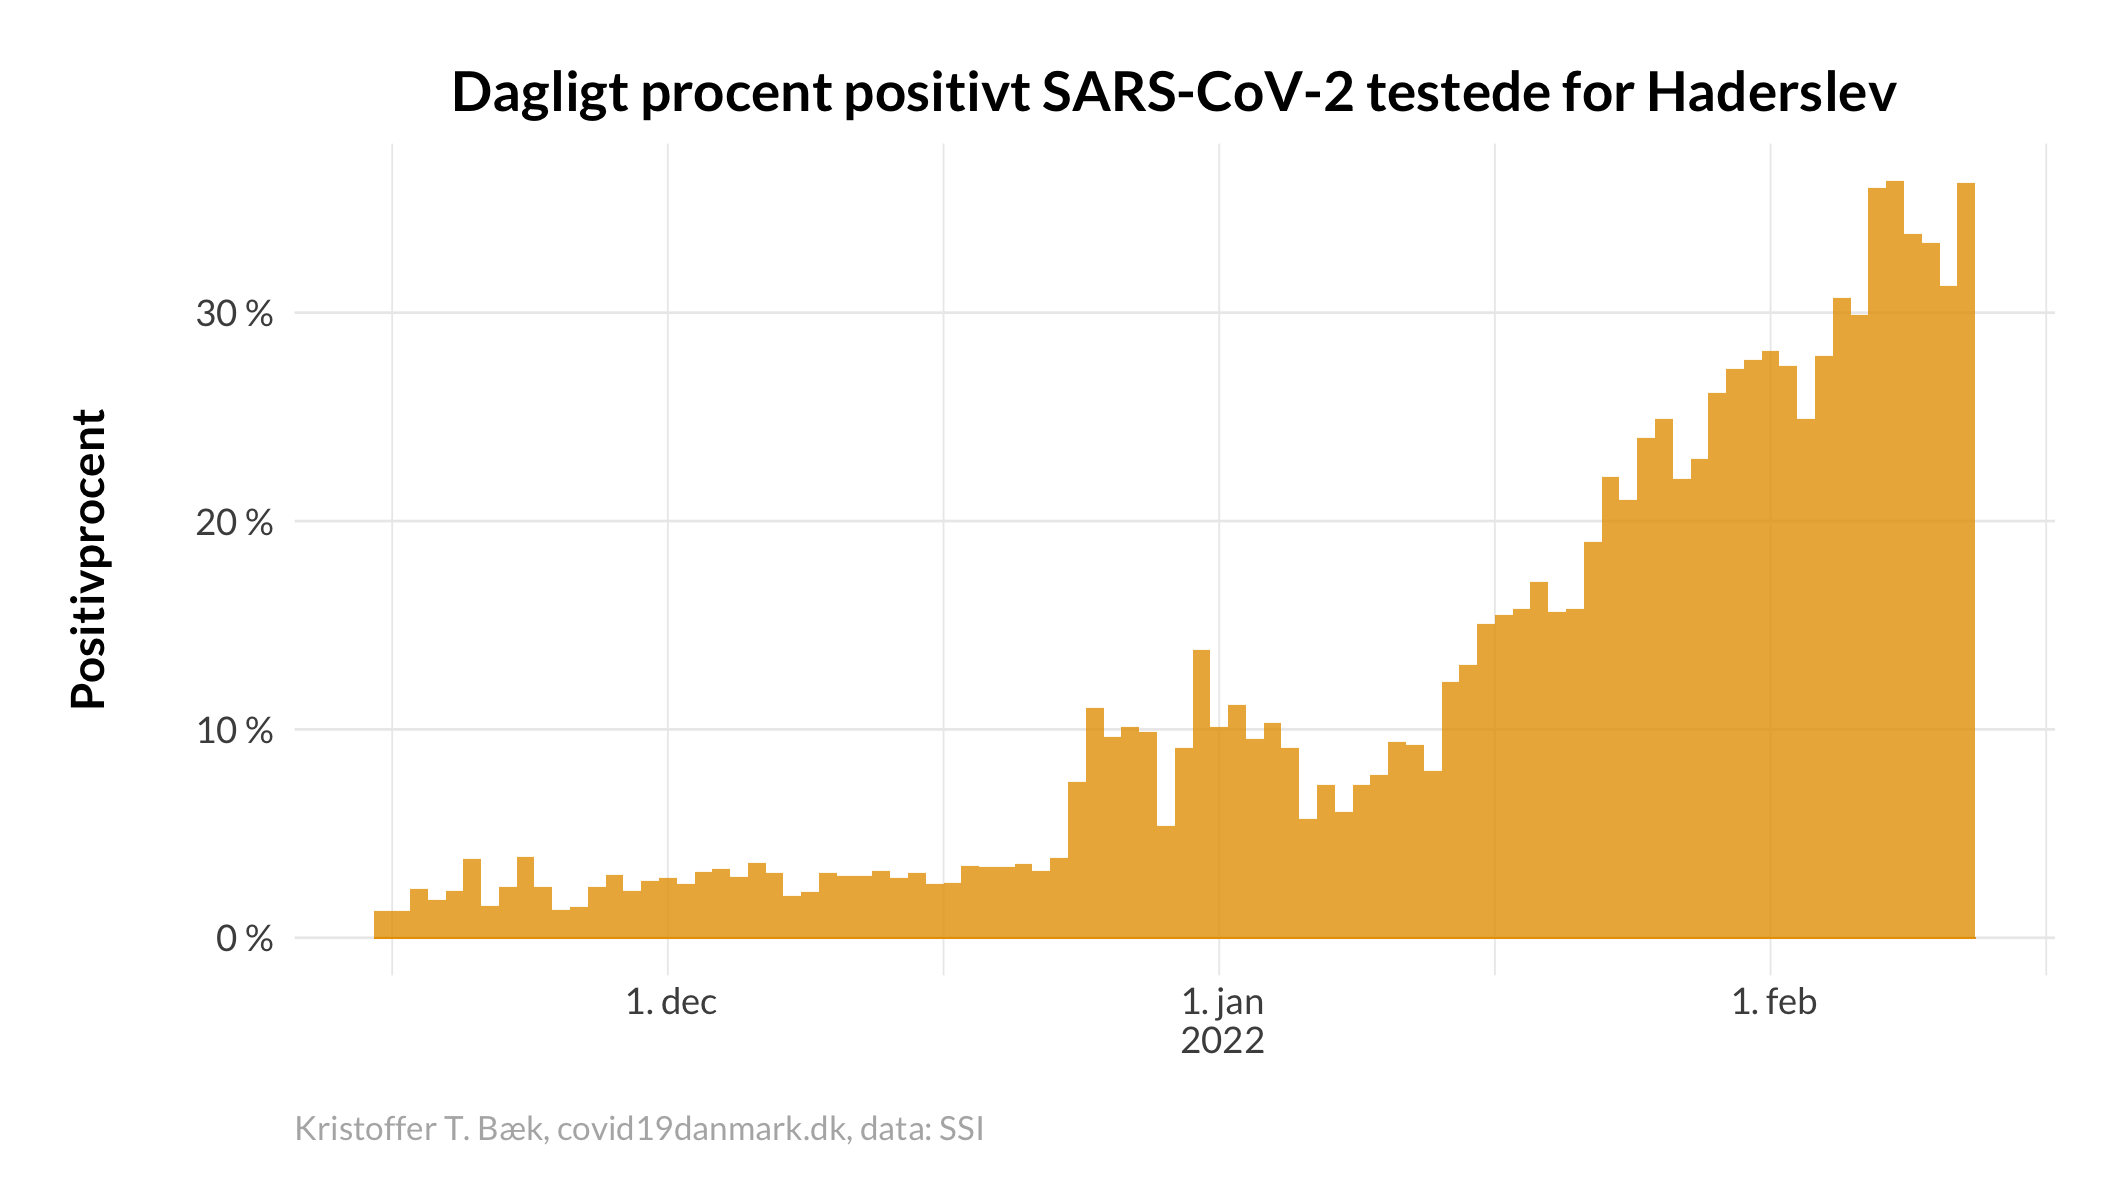 Dagligt procent positivt SARS-CoV-2 testede for Haderslev
Positivprocent
30 %
20 %
10 %
0 %
1. dec
1. jan
2022
1. feb
Kristoffer T. Bæk, covid19danmark.dk, data: SSI